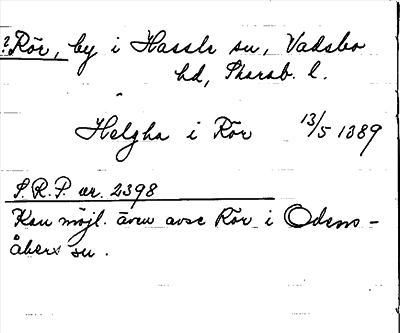 ? Rör, by i Hassle sn, Vadsbo
hd, Skarab. l.
Helgha i Rör 13/5 1389
S.R.P. nr. 2398
Kan möjl. även avse Rör i Odens-
åkers sn.